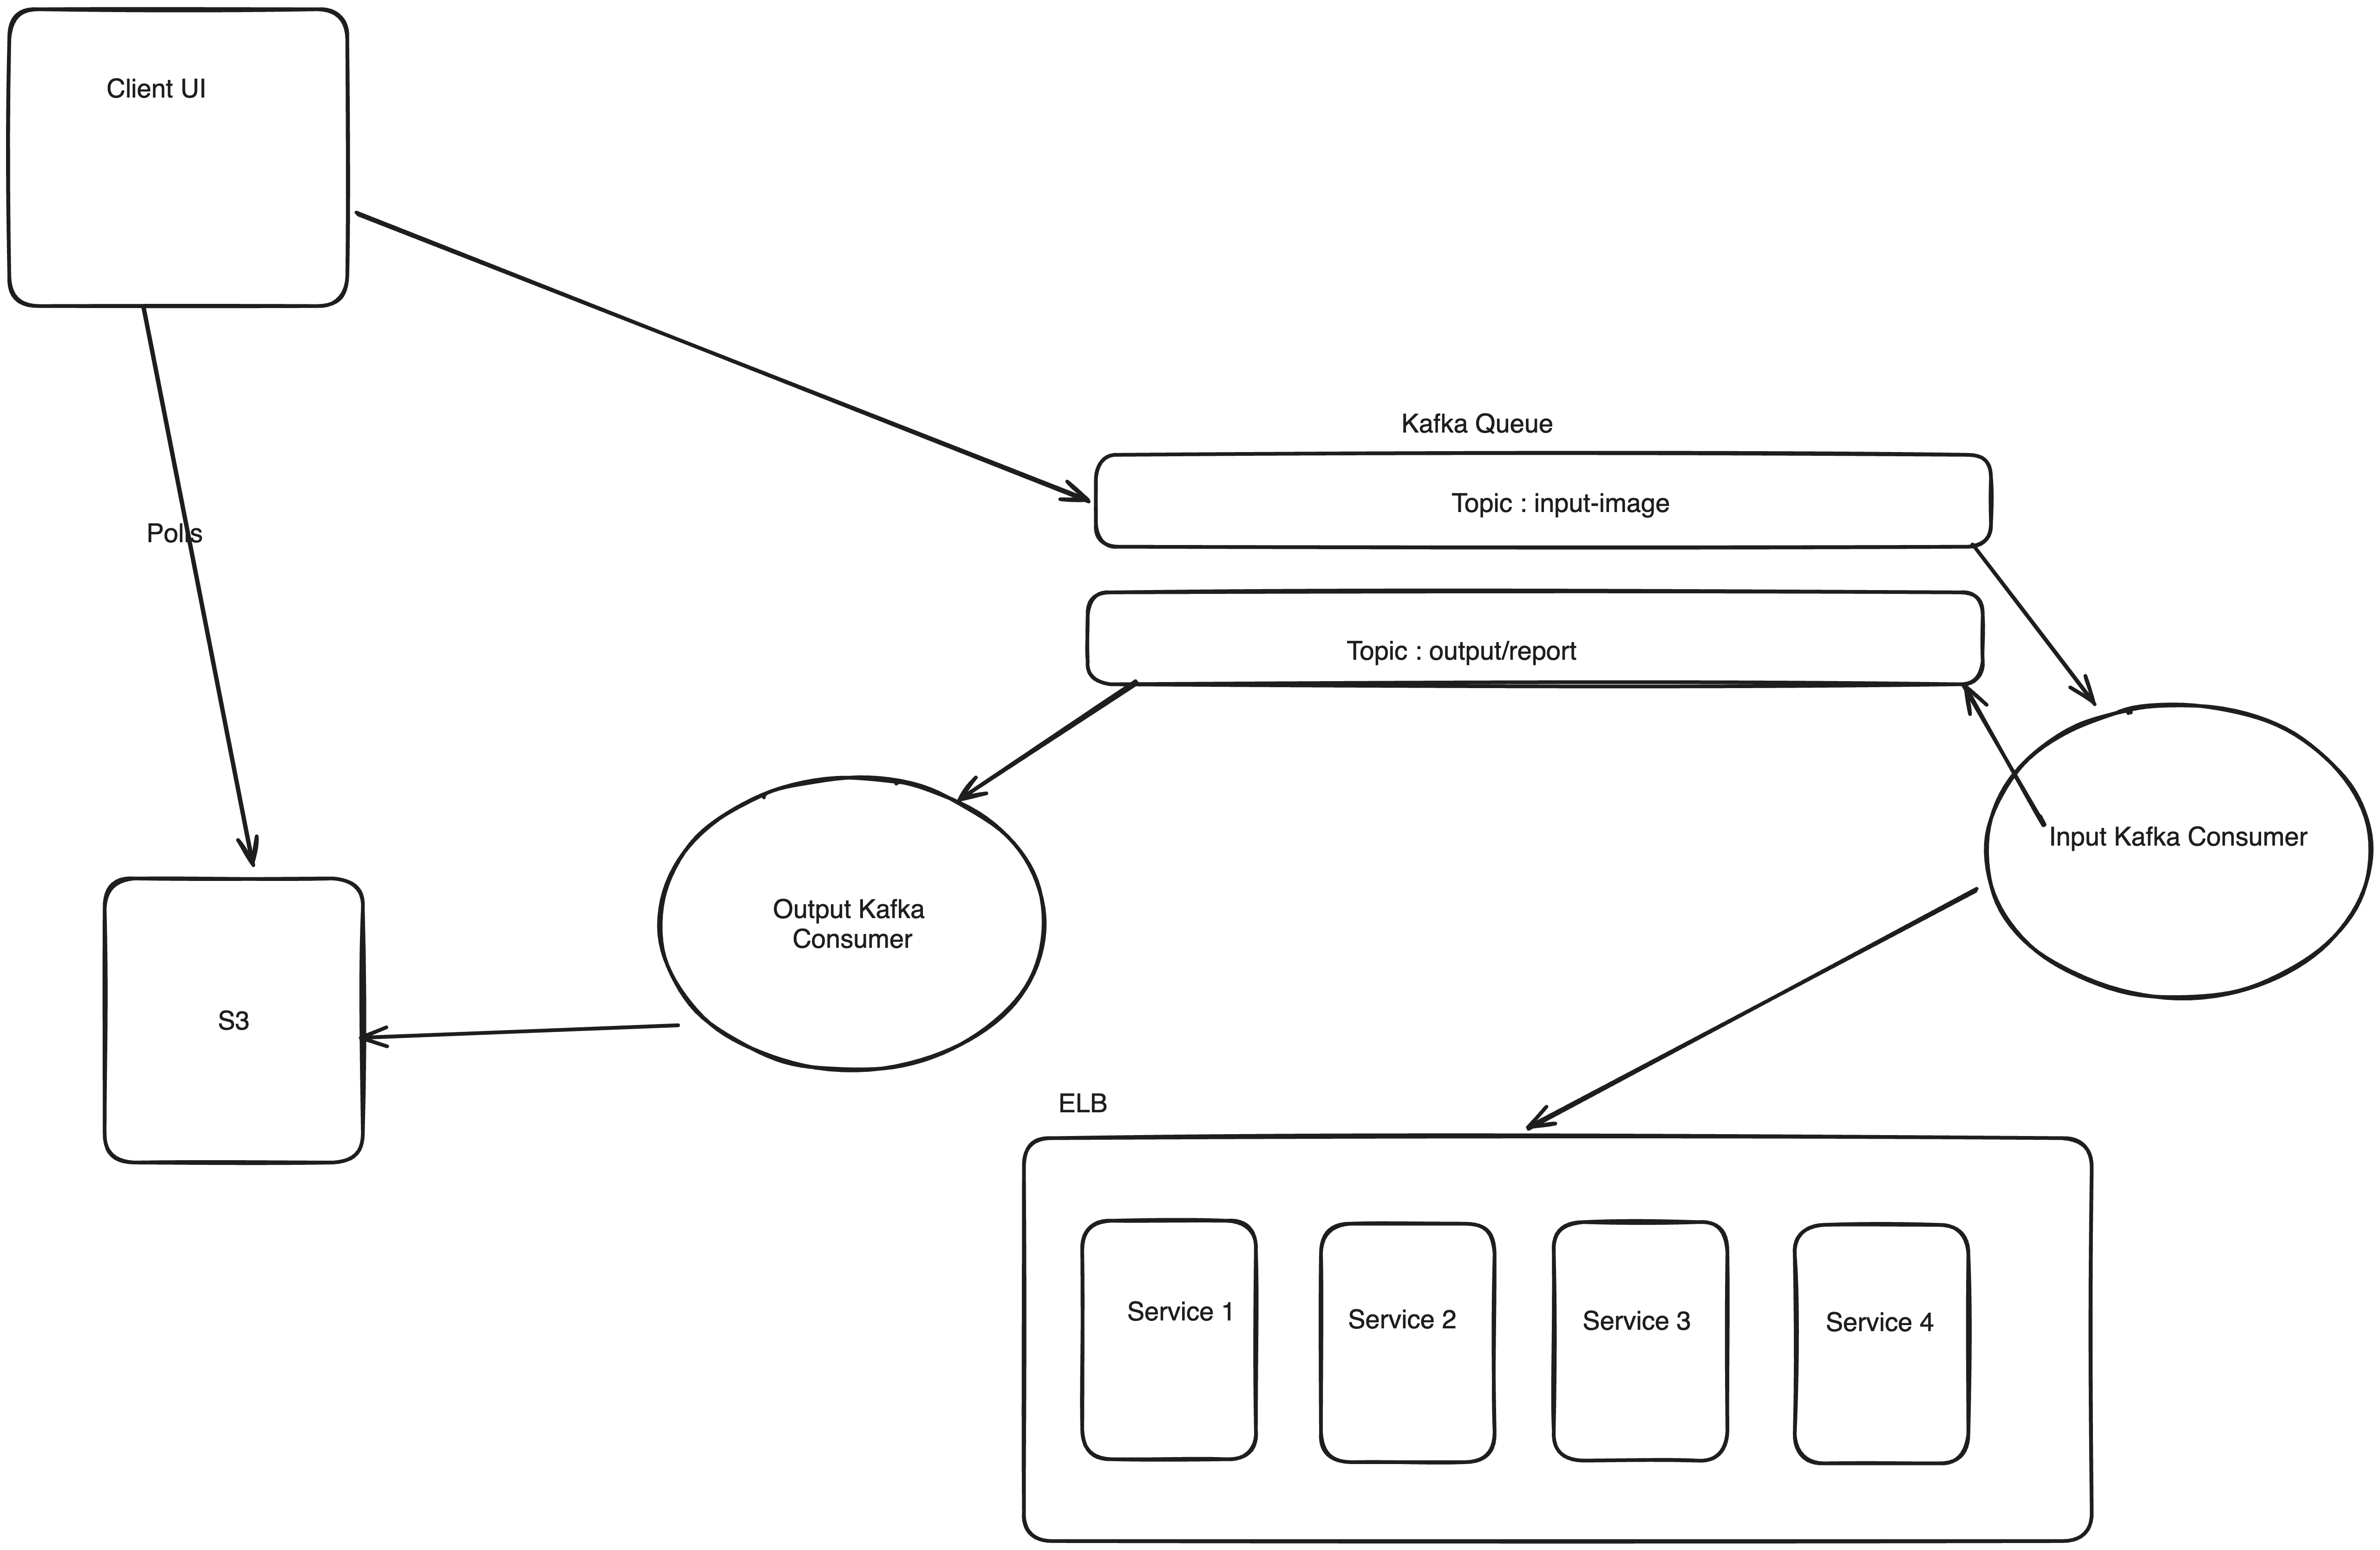 Client UI
Kafka Queue
Topic : input-image
Polls
Topic : output/report
Input Kafka Consumer
Output Kafka
Consumer
S3
ELB
Service 1
Service 2
Service 3
Service 4